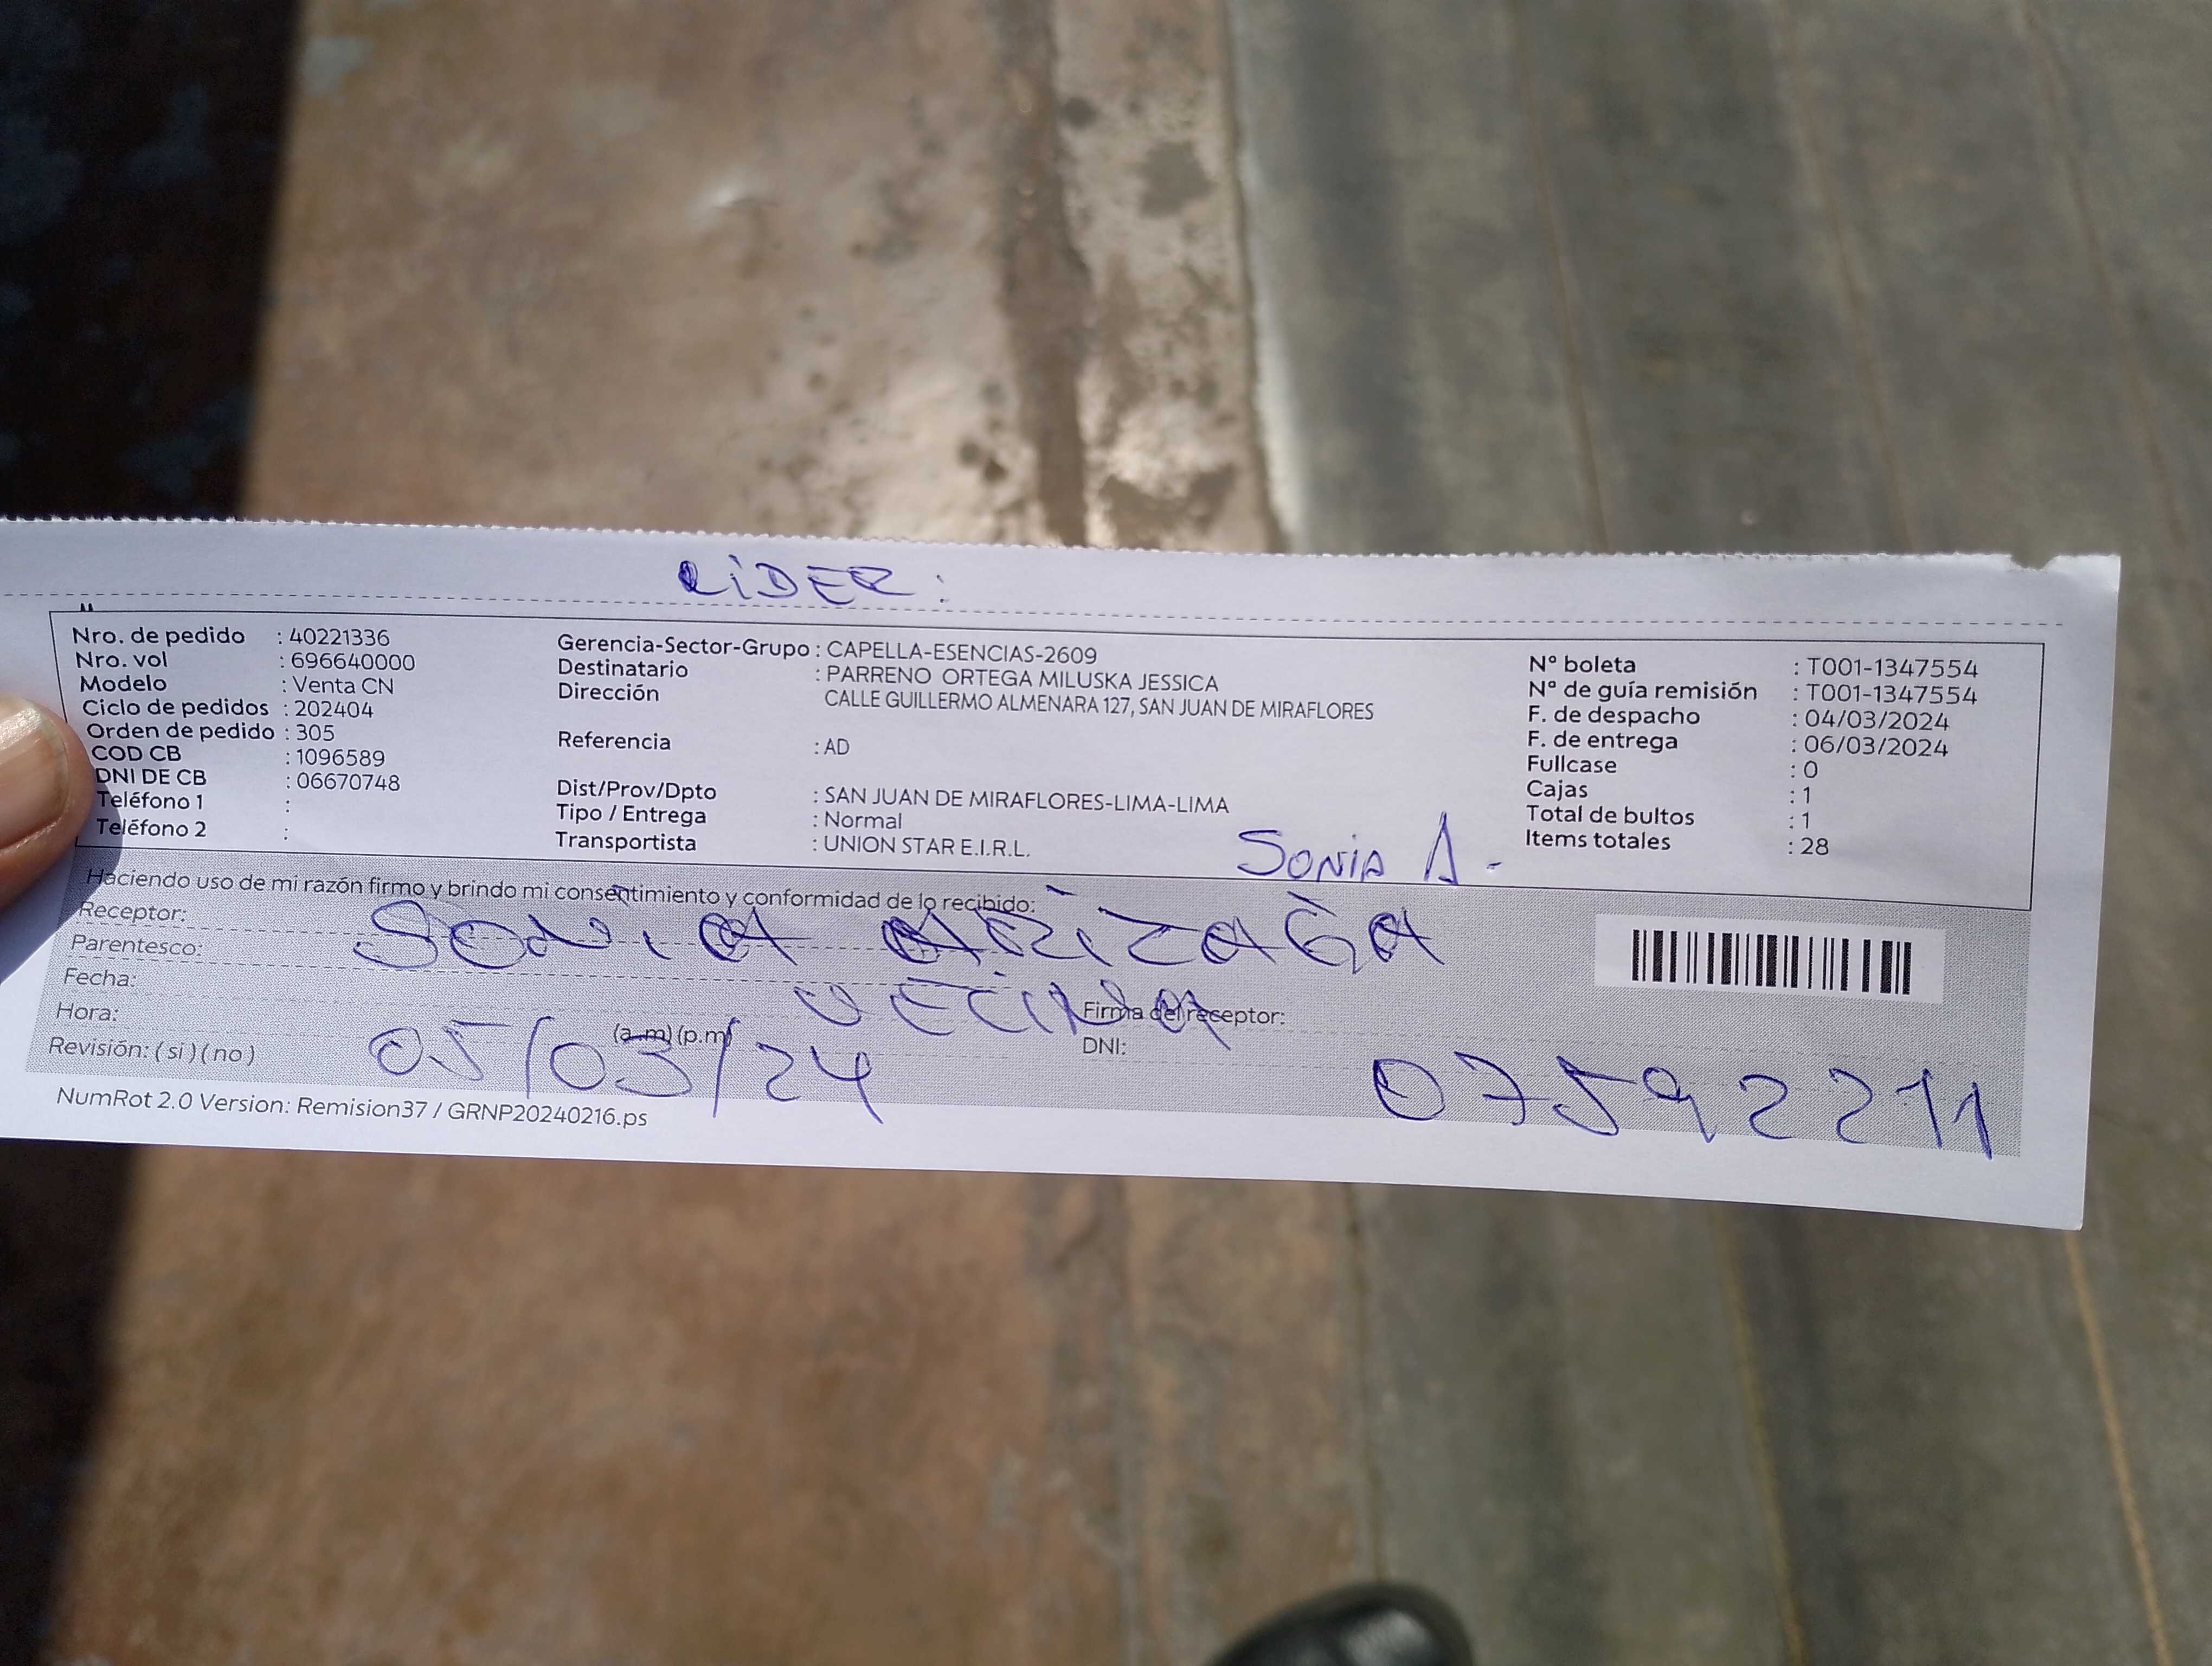 LIDER :
Nro. de pedido : 40221336
Nro. vol : 696640000
Modelo : Venta CN
Ciclo de pedidos : 202404
Orden de pedido : 305
COD CB : 1096589
DNI DE CB : 06670748
Teléfono 1 :
Teléfono 2 :
Gerencia-Sector-Grupo : CAPELLA-ESENCIAS-2609
Destinatario : PARRENO ORTEGA MILUSKA JESSICA
Dirección CALLE GUILLERMO ALMENARA 127, SAN JUAN DE MIRAFLORES
Referencia : AD
Dist/Prov/Dpto : SAN JUAN DE MIRAFLORES-LIMA-LIMA
Tipo / Entrega : Normal
Transportista : UNION STAR E.I.R.L.
Nº boleta : T001-1347554
Nº de guía remisión : T001-1347554
F. de despacho : 04/03/2024
F. de entrega : 06/03/2024
Fullcase : 0
Cajas : 1
Total de bultos : 1
Items totales : 28
SONIA A.
Haciendo uso de mi razón firmo y brindo mi consentimiento y conformidad de lo recibido:
Receptor: SONIA
Parentesco: VECINA
Fecha: 05/03/24
Hora: (a.m) (p.m)
Revisión: ( si ) ( no )
Firma del receptor:
DNI: 07592211
NumRot 2.0 Version: Remision37 / GRNP20240216.ps